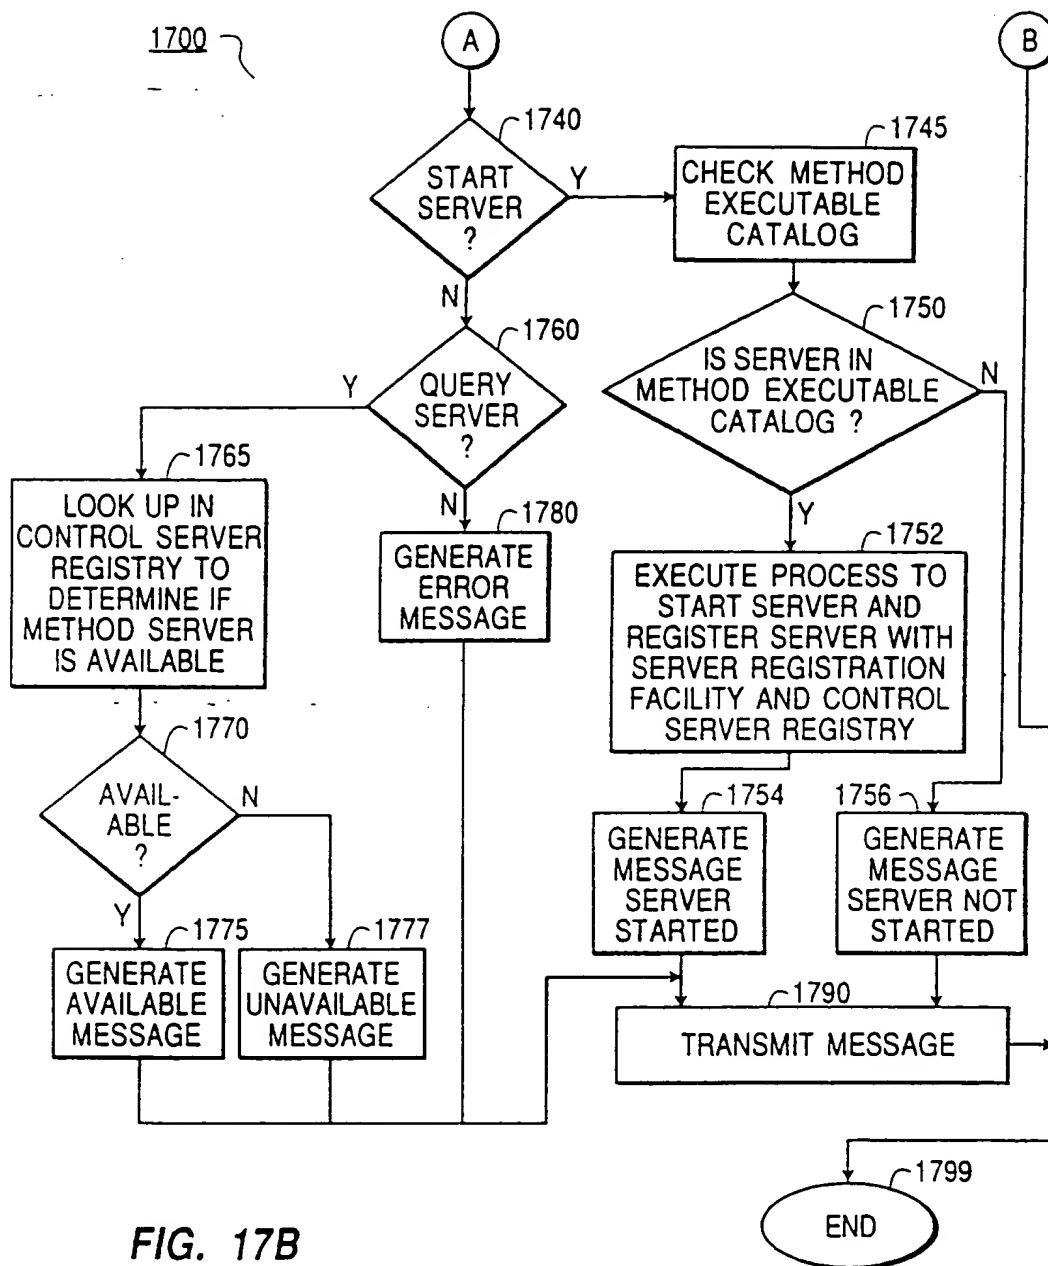 1700
A
B
1740
START
SERVER
?
Y
N
1745
CHECK METHOD
EXECUTABLE
CATALOG
1750
IS SERVER IN
METHOD EXECUTABLE
CATALOG ?
N
Y
1760
QUERY
SERVER
?
Y
N
1765
LOOK UP IN
CONTROL SERVER
REGISTRY TO
DETERMINE IF
METHOD SERVER
IS AVAILABLE
1780
GENERATE
ERROR
MESSAGE
1752
EXECUTE PROCESS TO
START SERVER AND
REGISTER SERVER WITH
SERVER REGISTRATION
FACILITY AND CONTROL
SERVER REGISTRY
1770
AVAIL-
ABLE
?
N
Y
1754
GENERATE
MESSAGE
SERVER
STARTED
1756
GENERATE
MESSAGE
SERVER NOT
STARTED
1775
GENERATE
AVAILABLE
MESSAGE
1777
GENERATE
UNAVAILABLE
MESSAGE
1790
TRANSMIT MESSAGE
1799
END
FIG. 17B